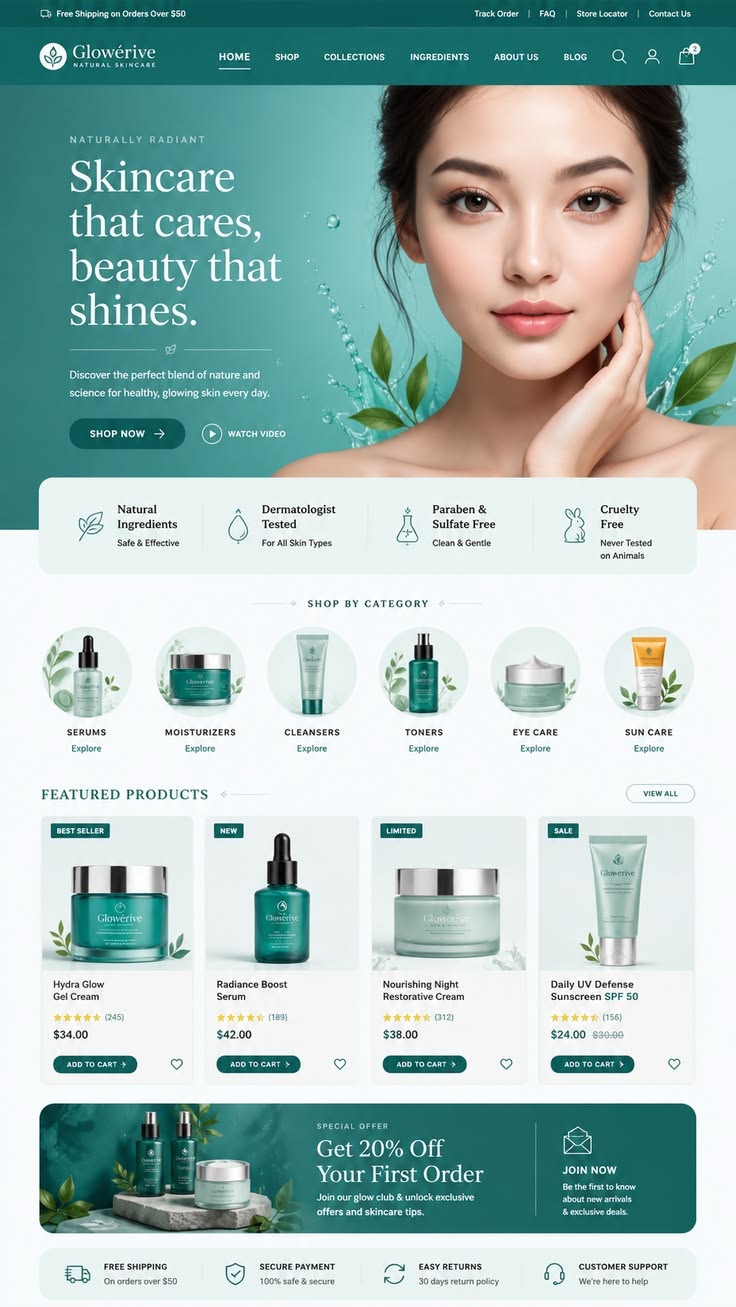 Free Shipping on Orders Over $50
Track Order | FAQ | Store Locator | Contact Us
Glowérive
NATURAL SKINCARE
HOME
SHOP
COLLECTIONS
INGREDIENTS
ABOUT US
BLOG
2
NATURALLY RADIANT
Skincare
that cares,
beauty that
shines.
Discover the perfect blend of nature and
science for healthy, glowing skin every day.
SHOP NOW
WATCH VIDEO
Natural
Ingredients
Safe & Effective
Dermatologist
Tested
For All Skin Types
Paraben &
Sulfate Free
Clean & Gentle
Cruelty
Free
Never Tested
on Animals
SHOP BY CATEGORY
SERUMS
Explore
MOISTURIZERS
Explore
CLEANSERS
Explore
TONERS
Explore
EYE CARE
Explore
SUN CARE
Explore
FEATURED PRODUCTS
VIEW ALL
BEST SELLER
Glowérive
Hydra Glow
Gel Cream
(245)
$34.00
ADD TO CART
NEW
Glowérive
Radiance Boost
Serum
(189)
$42.00
ADD TO CART
LIMITED
Glowérive
Nourishing Night
Restorative Cream
(312)
$38.00
ADD TO CART
SALE
Glowérive
Daily UV Defense
Sunscreen SPF 50
(156)
$24.00 $30.00
ADD TO CART
SPECIAL OFFER
Get 20% Off
Your First Order
Join our glow club & unlock exclusive
offers and skincare tips.
JOIN NOW
Be the first to know
about new arrivals
& exclusive deals.
FREE SHIPPING
On orders over $50
SECURE PAYMENT
100% safe & secure
EASY RETURNS
30 days return policy
CUSTOMER SUPPORT
We're here to help